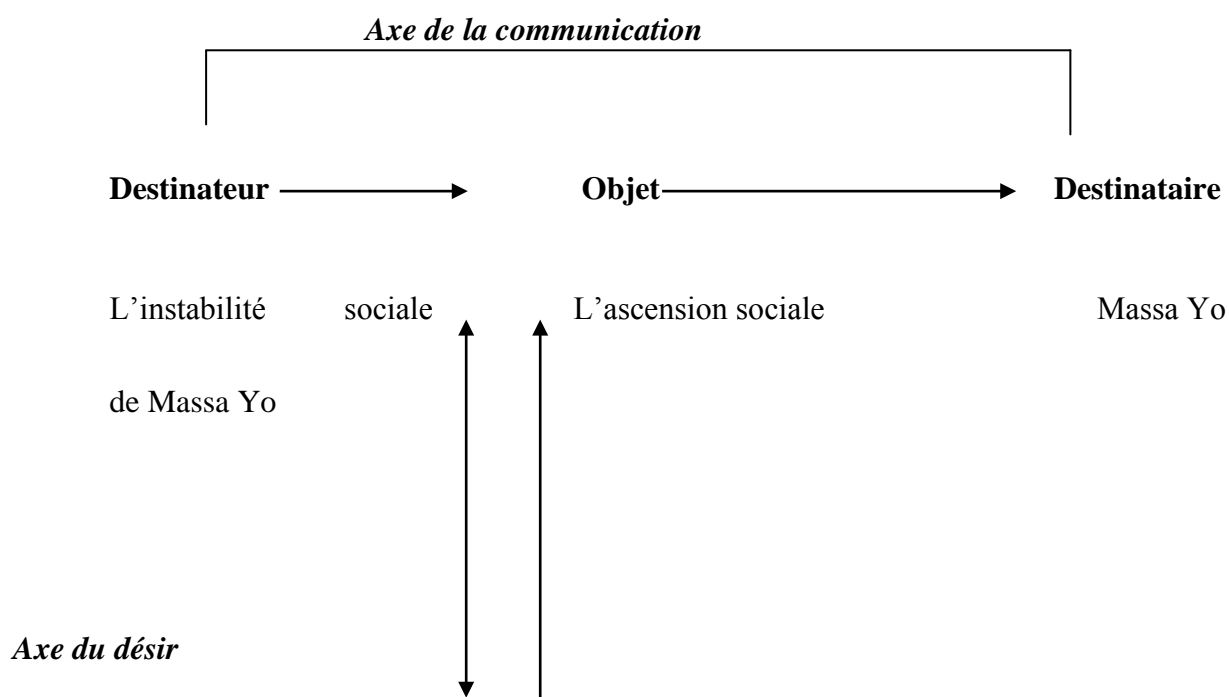 Axe de la communication
Destinateur Objet Destinataire
L’instabilité sociale L’ascension sociale Massa Yo
de Massa Yo
Axe du désir